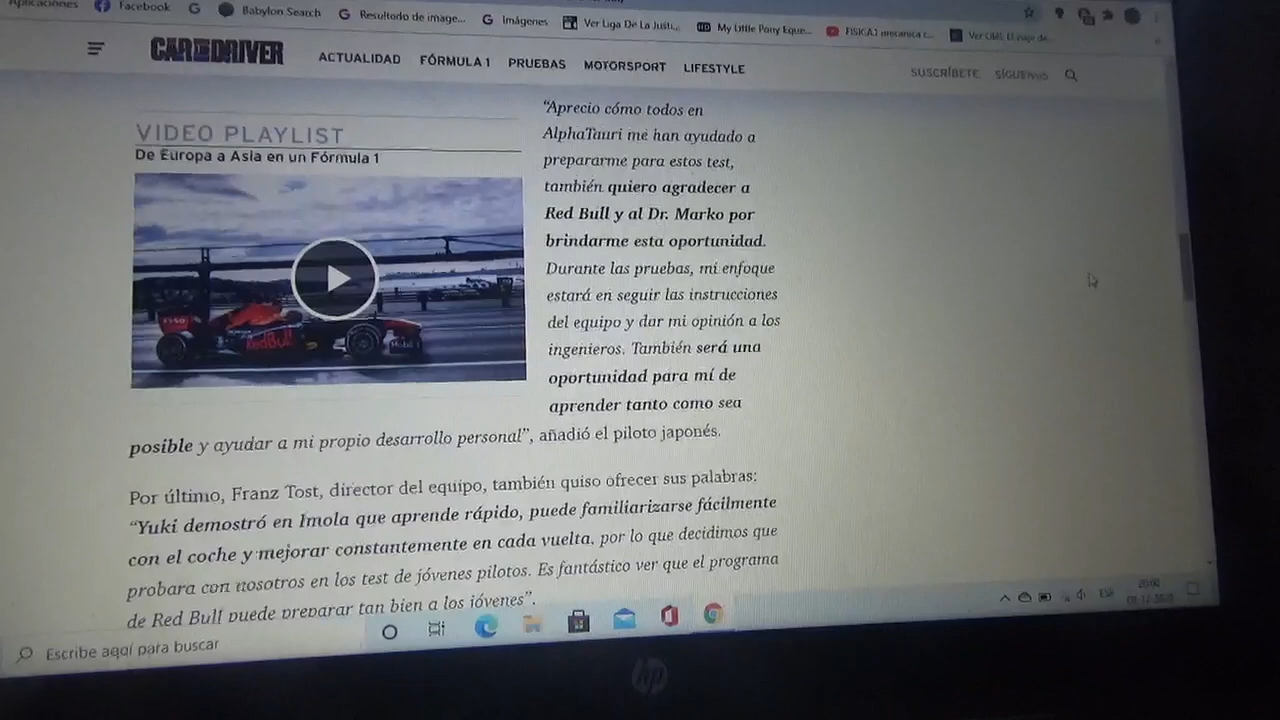 Aplicaciones Facebook Babylon Search Resultado de image... Imágenes Ver Liga De La Justi... My Little Pony Eque... FISICA1 mecanica c...
CAR AND DRIVER ACTUALIDAD FÓRMULA 1 PRUEBAS MOTORSPORT LIFESTYLE SUSCRÍBETE SÍGUENOS
VIDEO PLAYLIST
De Europa a Asia en un Fórmula 1
RedBull
“Aprecio cómo todos en
AlphaTauri me han ayudado a
prepararme para estos test,
también quiero agradecer a
Red Bull y al Dr. Marko por
brindarme esta oportunidad.
Durante las pruebas, mi enfoque
estará en seguir las instrucciones
del equipo y dar mi opinión a los
ingenieros. También será una
oportunidad para mí de
aprender tanto como sea
posible y ayudar a mi propio desarrollo personal”, añadió el piloto japonés.
Por último, Franz Tost, director del equipo, también quiso ofrecer sus palabras:
“Yuki demostró en Imola que aprende rápido, puede familiarizarse fácilmente
con el coche y mejorar constantemente en cada vuelta, por lo que decidimos que
probara con nosotros en los test de jóvenes pilotos. Es fantástico ver que el programa
de Red Bull puede preparar tan bien a los jóvenes”.
Escribe aquí para buscar
ESP
hp